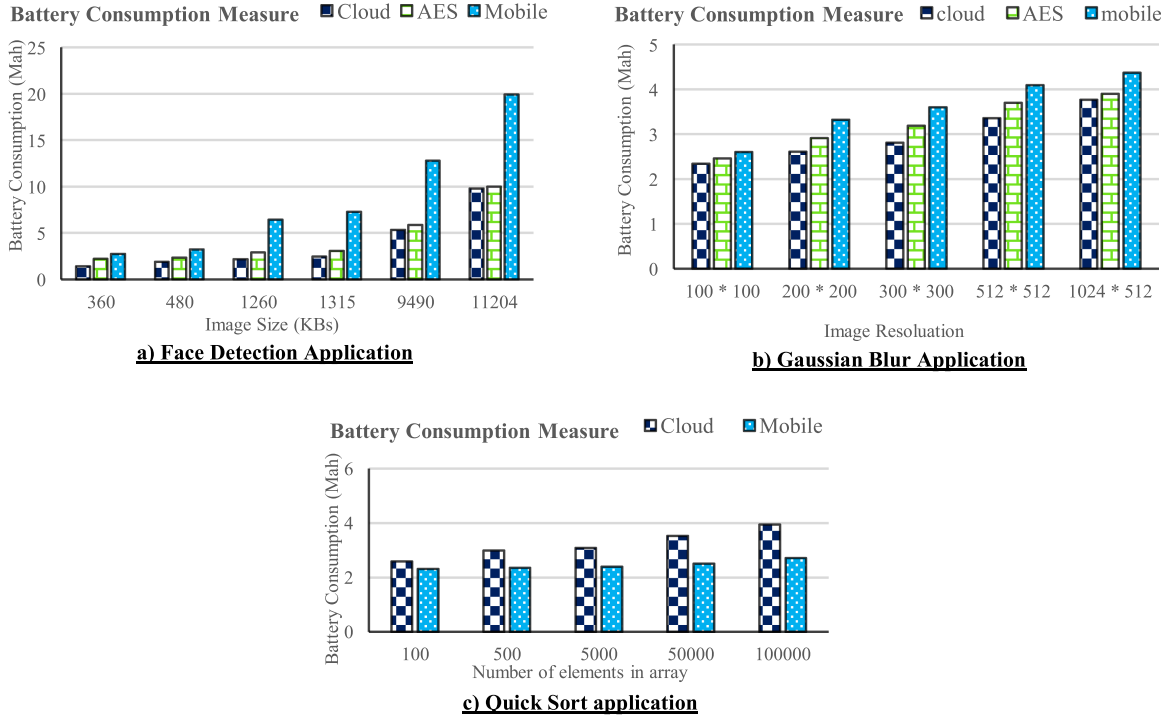 Battery Consumption Measure Cloud AES Mobile
Battery Consumption (Mah)
25
20
15
10
5
0
360 480 1260 1315 9490 11204
Image Size (KBs)
a) Face Detection Application
Battery Consumption Measure cloud AES mobile
Battery Consumption (Mah)
5
4
3
2
1
0
100 * 100 200 * 200 300 * 300 512 * 512 1024 * 512
Image Resoluation
b) Gaussian Blur Application
Battery Consumption Measure Cloud Mobile
Battery Consumption (Mah)
6
4
2
0
100 500 5000 50000 100000
Number of elements in array
c) Quick Sort application